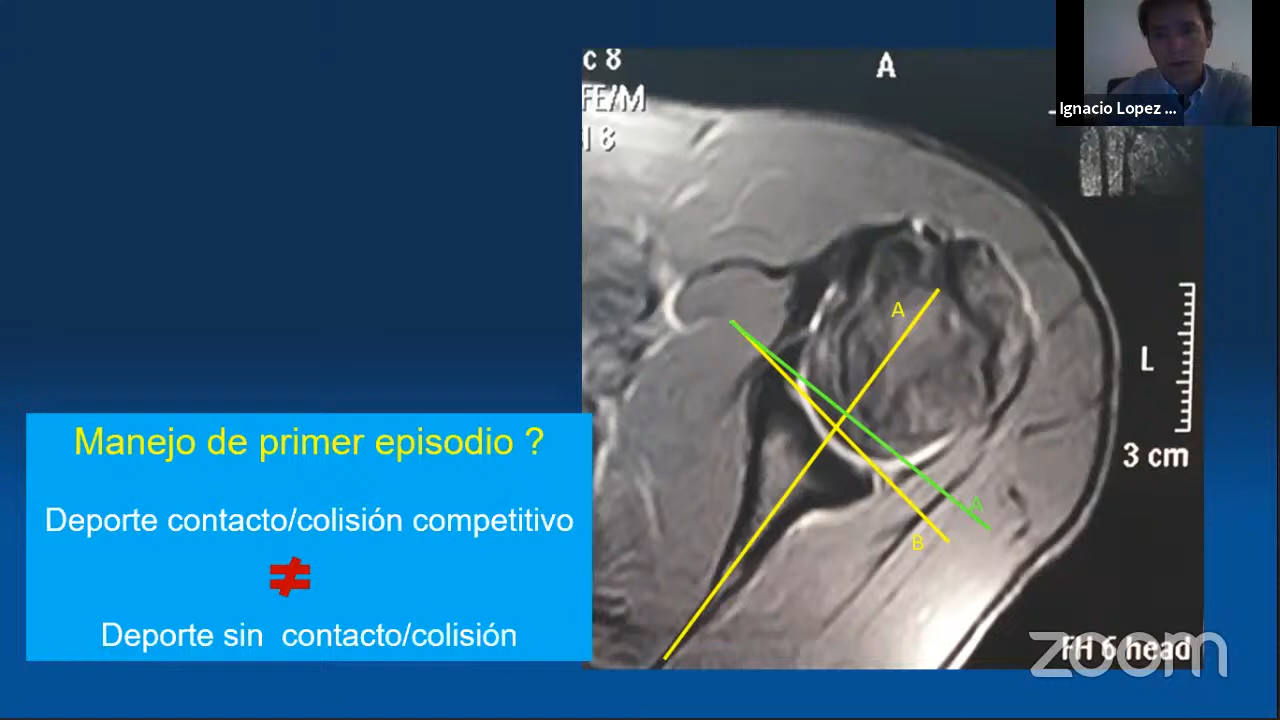 c 8
FE/M
A
Ignacio Lopez ...
A
L
3 cm
A
B
Manejo de primer episodio ?
Deporte contacto/colisión competitivo
≠
Deporte sin contacto/colisión
FH 6 head
zoom